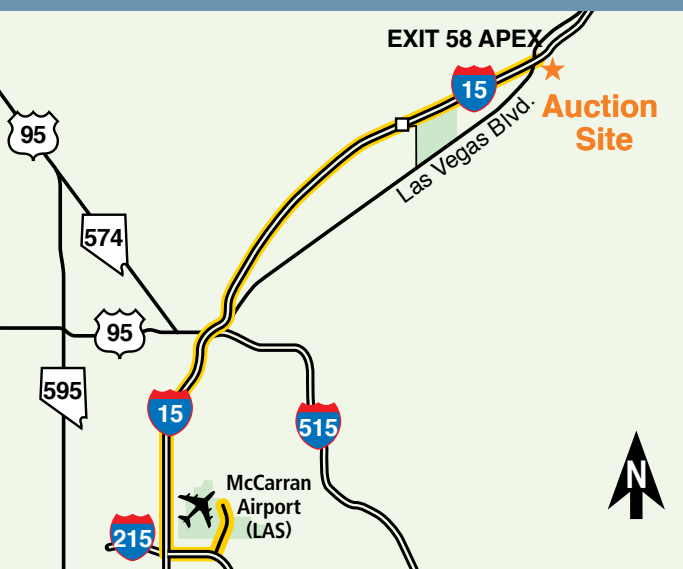 EXIT 58 APEX
15
Auction
Site
Las Vegas Blvd.
95
574
95
595
15
515
McCarran
Airport
(LAS)
N
215